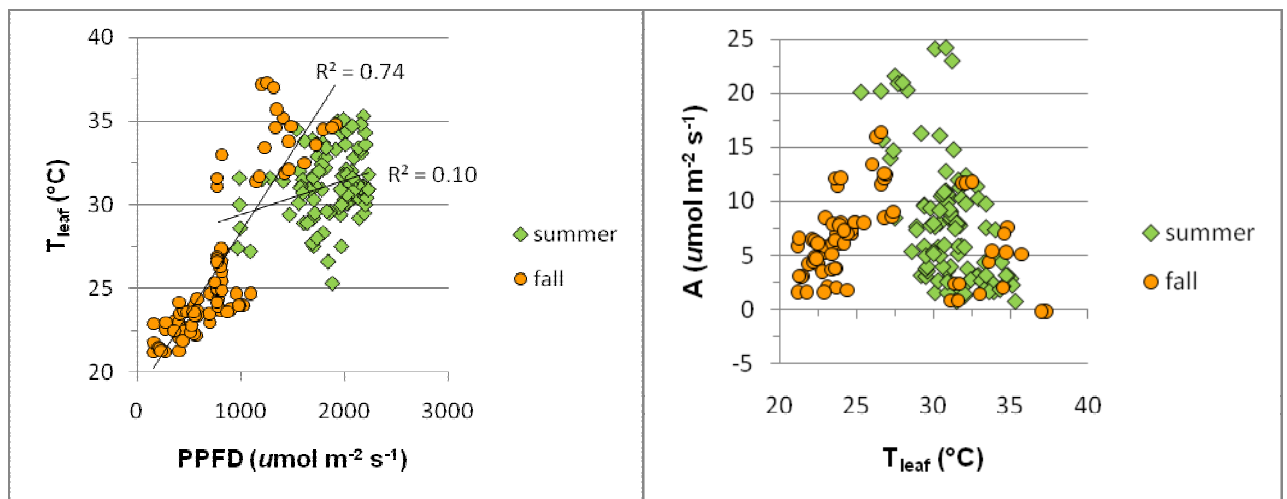 40
35
30
25
20
T_leaf (°C)
R² = 0.74
R² = 0.10
summer
fall
0 1000 2000 3000
PPFD (umol m⁻² s⁻¹)
25
20
15
10
5
0
-5
A (umol m⁻² s⁻¹)
summer
fall
20 25 30 35 40
T_leaf (°C)